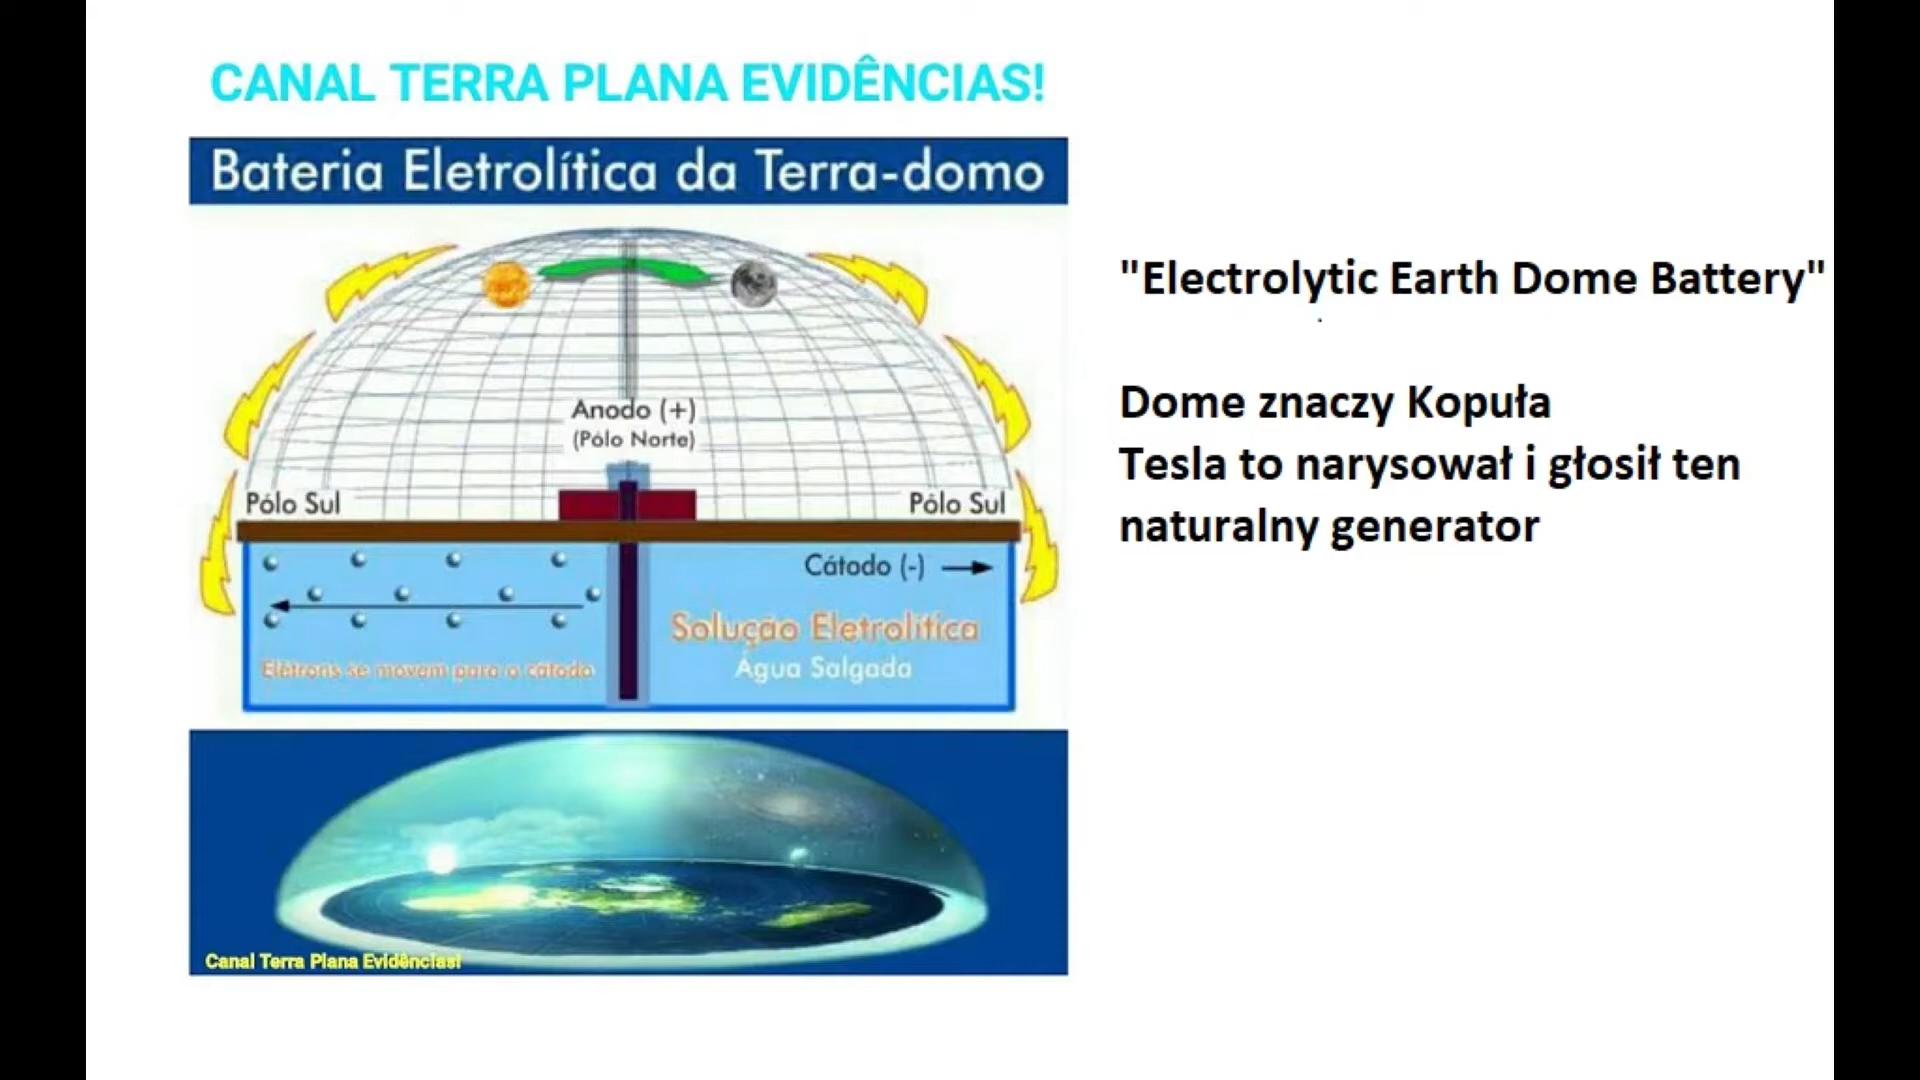 CANAL TERRA PLANA EVIDÊNCIAS!
Bateria Eletrolítica da Terra-domo
Anodo (+)
(Pólo Norte)
Pólo Sul
Pólo Sul
Cátodo (-)
Solução Eletrolítica
Água Salgada
Elétrons se movem para o cátodo
Canal Terra Plana Evidências!
"Electrolytic Earth Dome Battery"
Dome znaczy Kopuła
Tesla to narysował i głosił ten
naturalny generator